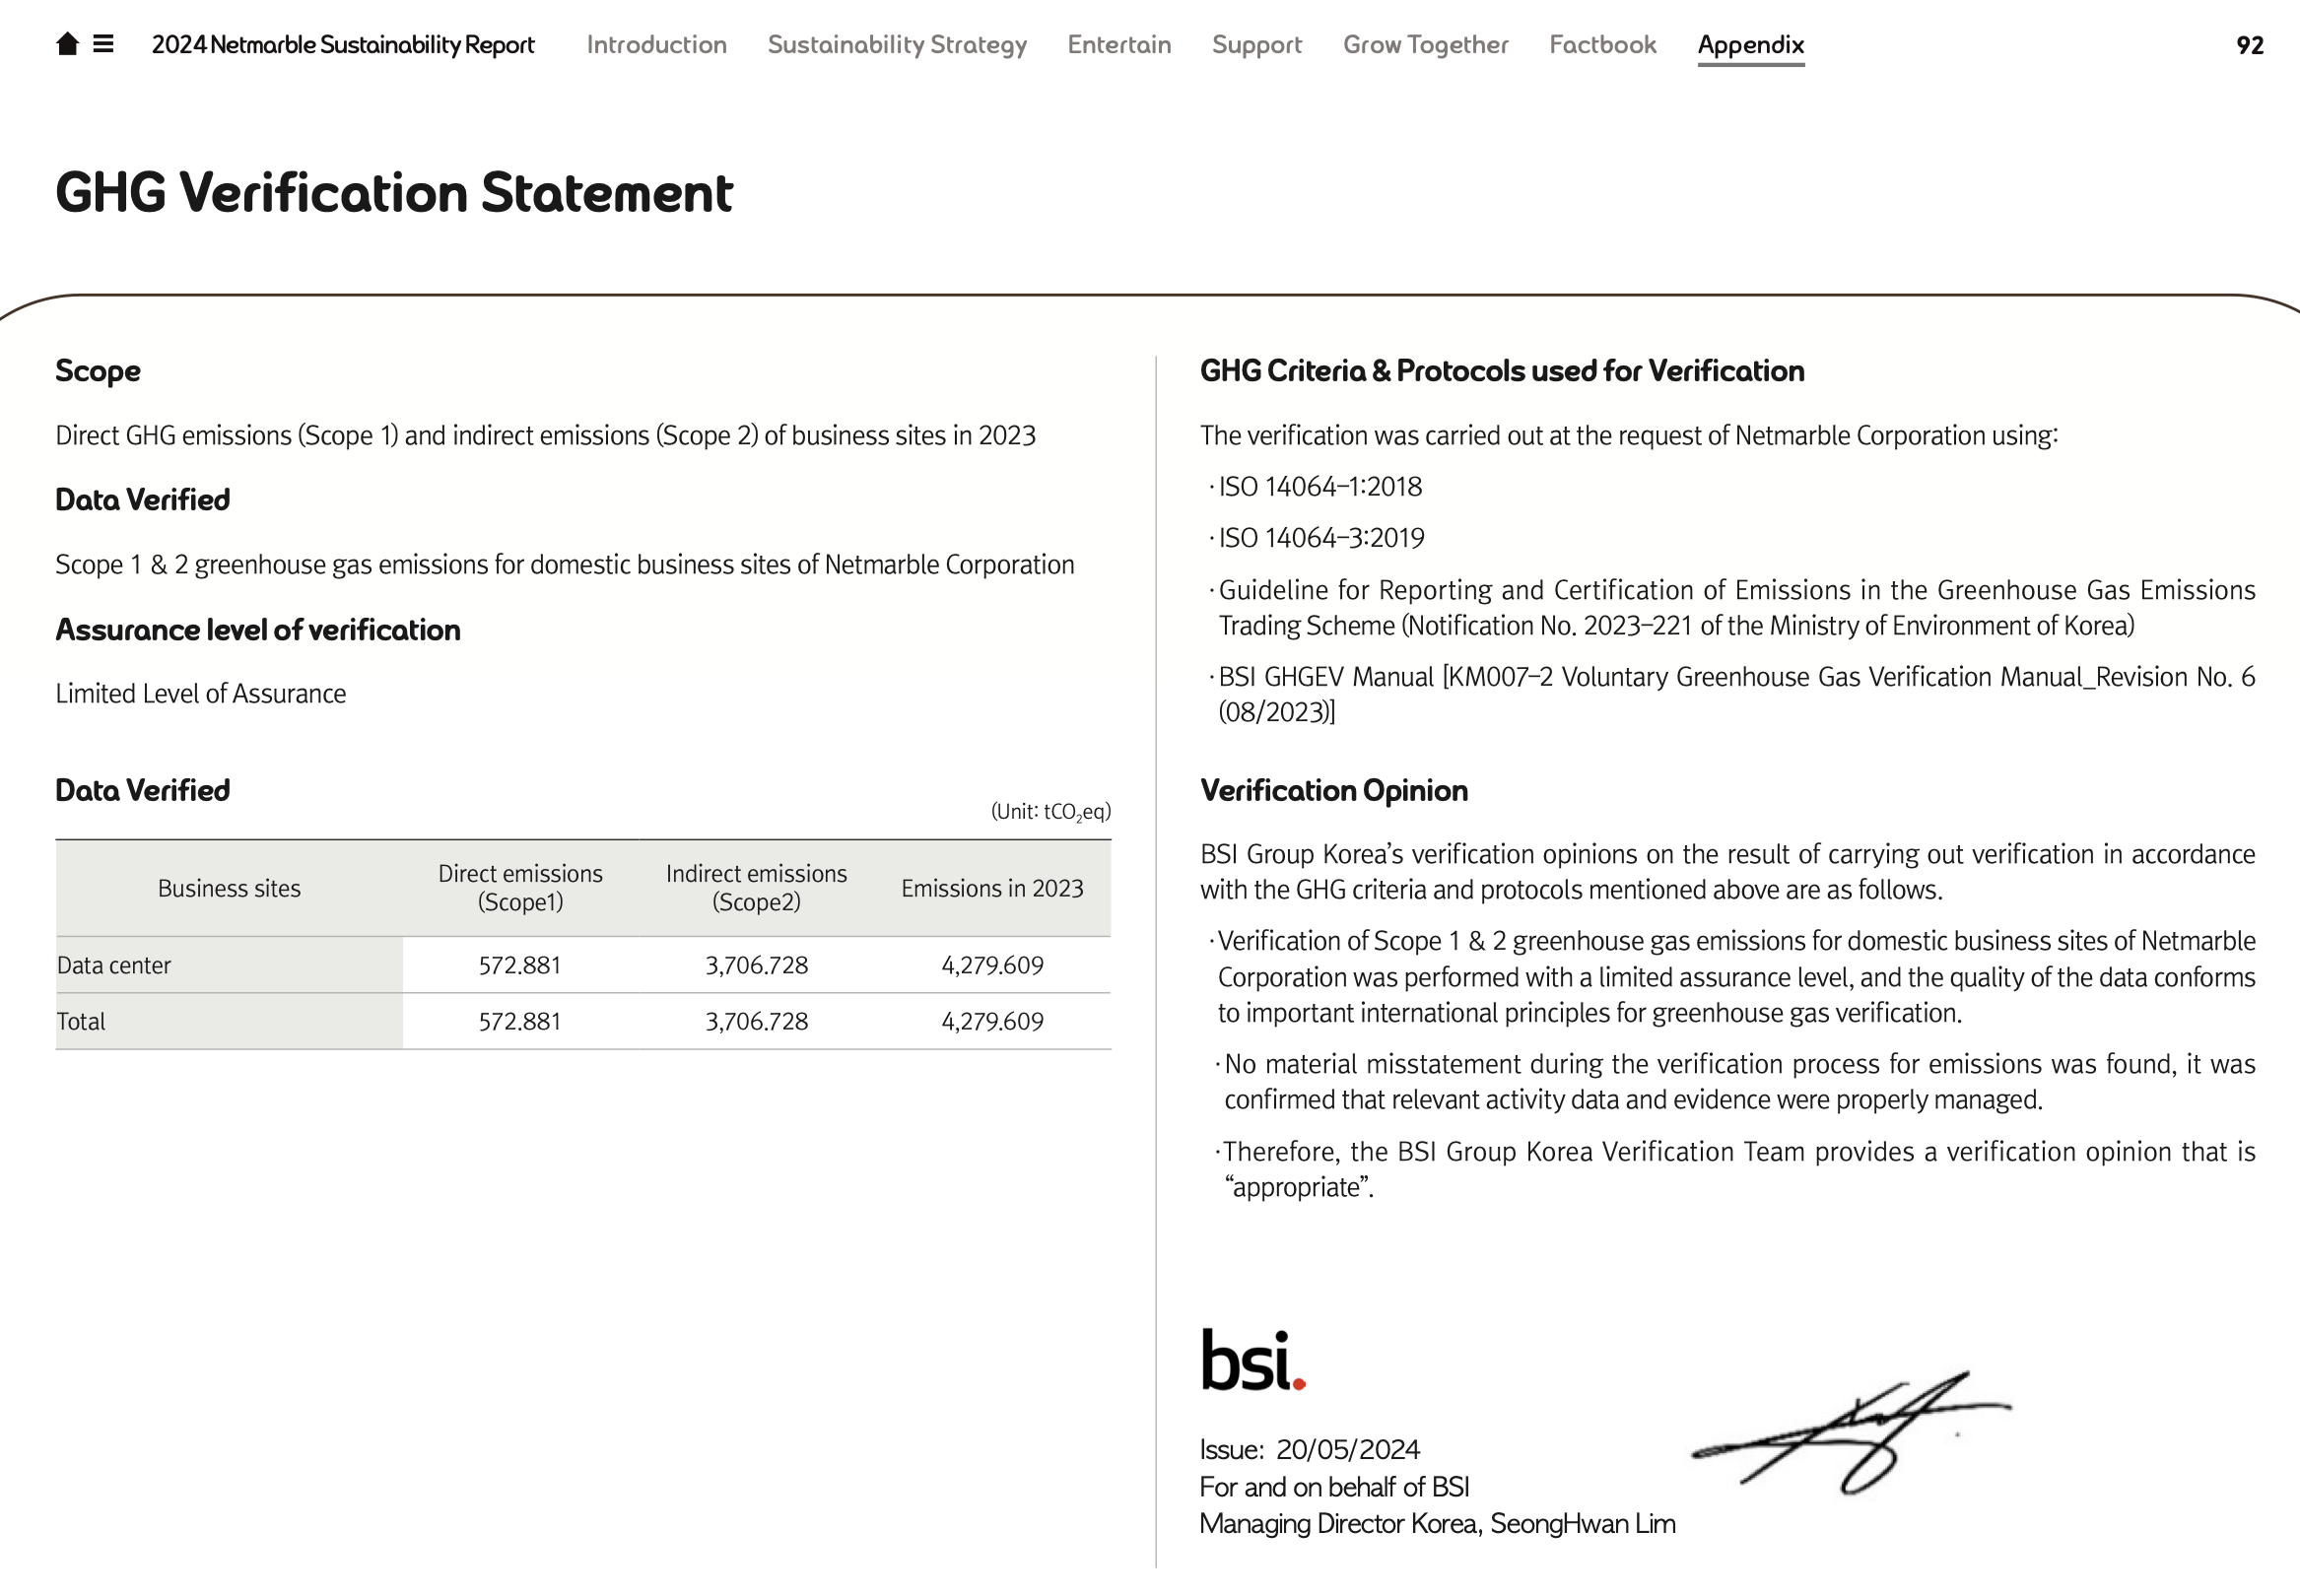 2024 Netmarble Sustainability Report Introduction Sustainability Strategy Entertain Support Grow Together Factbook Appendix 92
GHG Verification Statement
Scope
Direct GHG emissions (Scope 1) and indirect emissions (Scope 2) of business sites in 2023
Data Verified
Scope 1 & 2 greenhouse gas emissions for domestic business sites of Netmarble Corporation
Assurance level of verification
Limited Level of Assurance
Data Verified
(Unit: tCO₂eq)
Business sites Direct emissions (Scope1) Indirect emissions (Scope2) Emissions in 2023
Data center 572.881 3,706.728 4,279.609
Total 572.881 3,706.728 4,279.609
GHG Criteria & Protocols used for Verification
The verification was carried out at the request of Netmarble Corporation using:
·ISO 14064–1:2018
·ISO 14064–3:2019
·Guideline for Reporting and Certification of Emissions in the Greenhouse Gas Emissions
Trading Scheme (Notification No. 2023–221 of the Ministry of Environment of Korea)
·BSI GHGEV Manual [KM007–2 Voluntary Greenhouse Gas Verification Manual_Revision No. 6
(08/2023)]
Verification Opinion
BSI Group Korea’s verification opinions on the result of carrying out verification in accordance
with the GHG criteria and protocols mentioned above are as follows.
·Verification of Scope 1 & 2 greenhouse gas emissions for domestic business sites of Netmarble
Corporation was performed with a limited assurance level, and the quality of the data conforms
to important international principles for greenhouse gas verification.
·No material misstatement during the verification process for emissions was found, it was
confirmed that relevant activity data and evidence were properly managed.
·Therefore, the BSI Group Korea Verification Team provides a verification opinion that is
“appropriate”.
bsi.
Issue: 20/05/2024
For and on behalf of BSI
Managing Director Korea, SeongHwan Lim